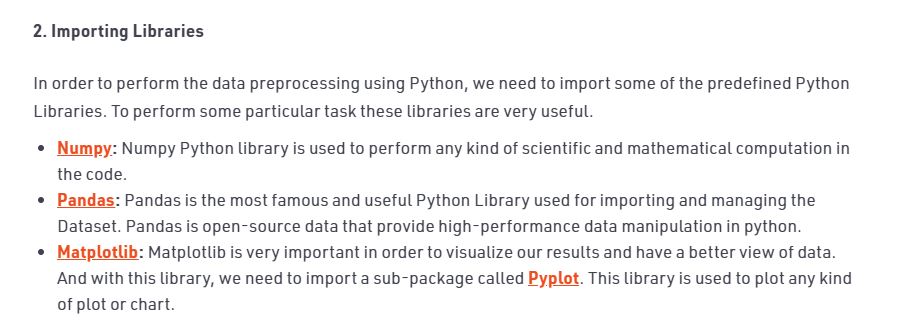 2. Importing Libraries
In order to perform the data preprocessing using Python, we need to import some of the predefined Python
Libraries. To perform some particular task these libraries are very useful.
• Numpy: Numpy Python library is used to perform any kind of scientific and mathematical computation in
the code.
• Pandas: Pandas is the most famous and useful Python Library used for importing and managing the
Dataset. Pandas is open-source data that provide high-performance data manipulation in python.
• Matplotlib: Matplotlib is very important in order to visualize our results and have a better view of data.
And with this library, we need to import a sub-package called Pyplot. This library is used to plot any kind
of plot or chart.